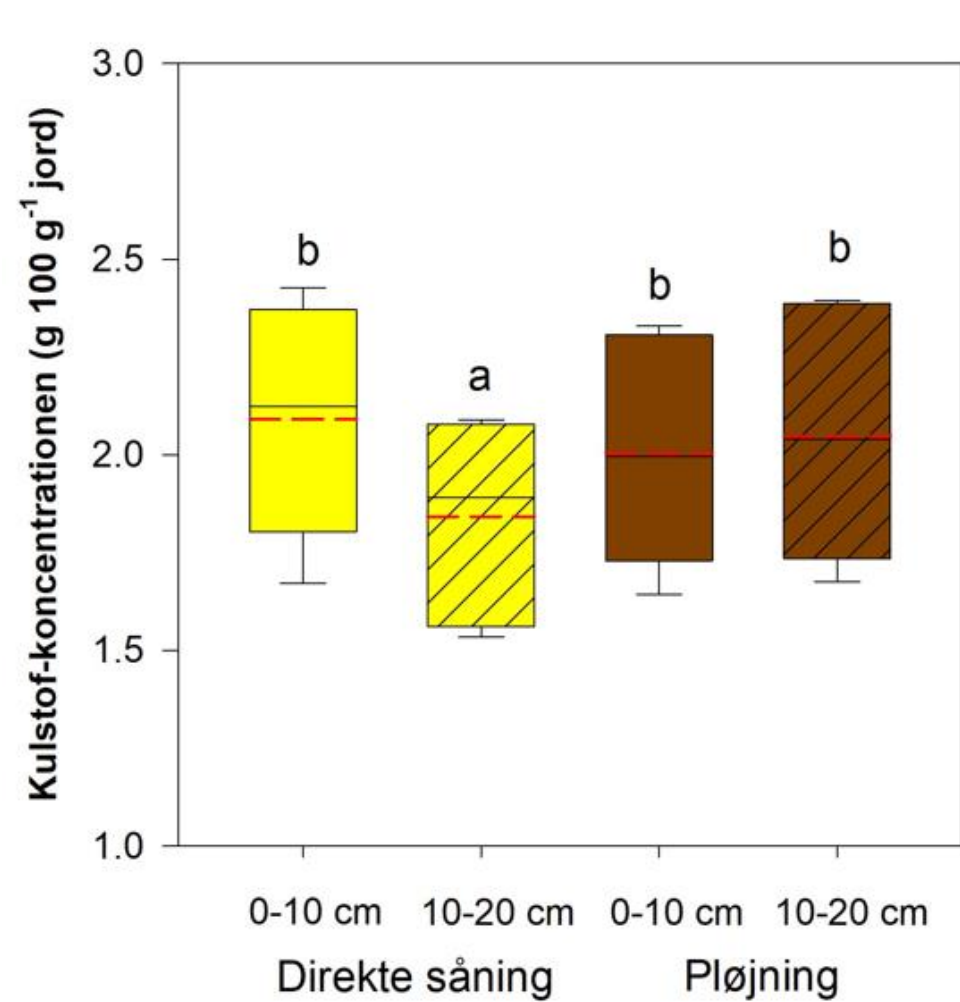 Kulstof-koncentrationen (g 100 g⁻¹ jord)
3.0
2.5
2.0
1.5
1.0
b
a
b
b
0-10 cm 10-20 cm 0-10 cm 10-20 cm
Direkte såning Pløjning